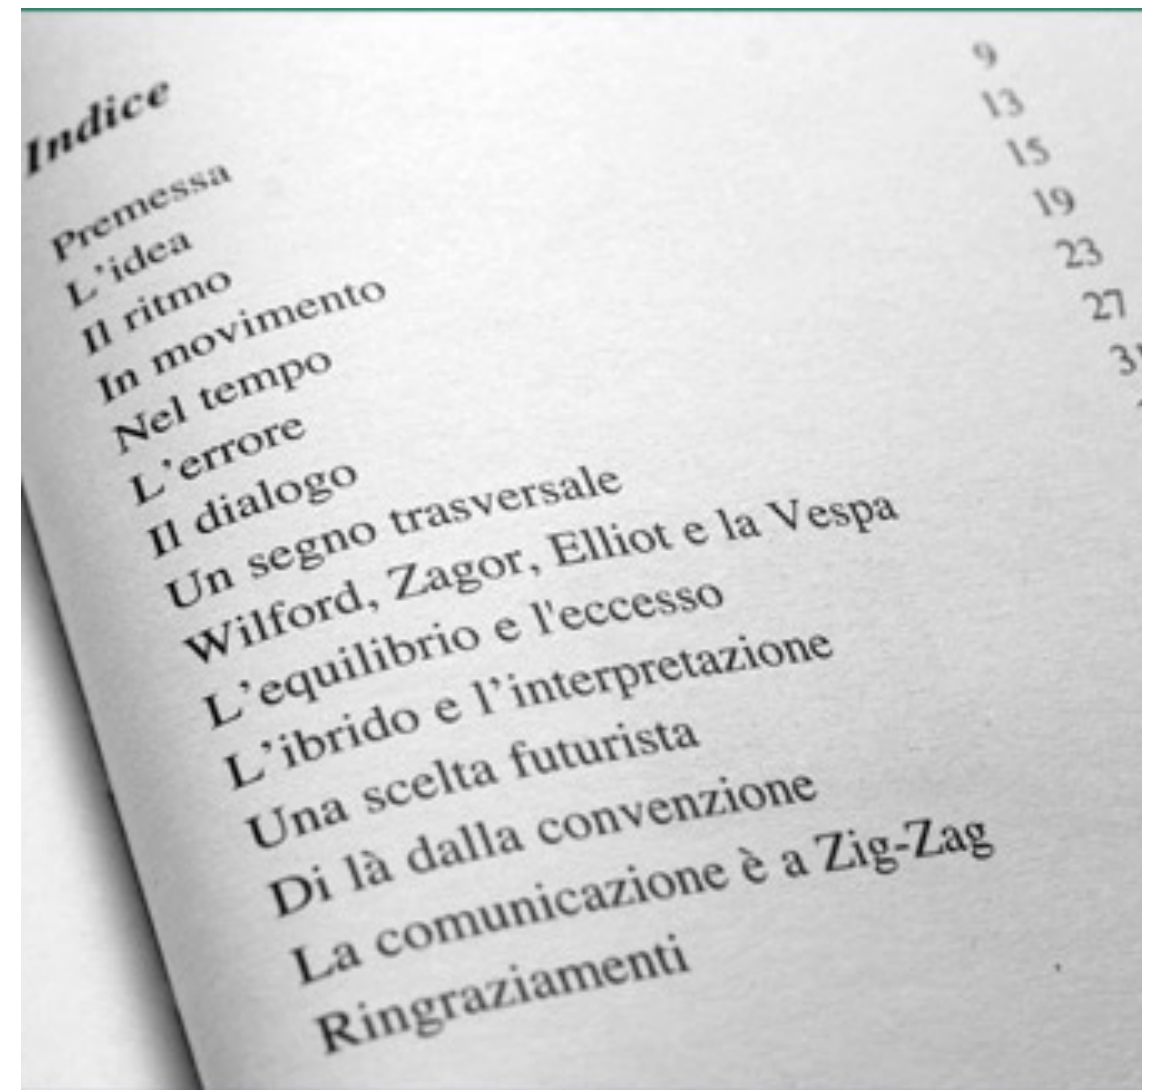 Indice
Premessa 9
L'idea 13
Il ritmo 15
In movimento 19
Nel tempo 23
L'errore 27
Il dialogo
Un segno trasversale
Wilford, Zagor, Elliot e la Vespa
L'equilibrio e l'eccesso
L'ibrido e l'interpretazione
Una scelta futurista
Di là dalla convenzione
La comunicazione è a Zig-Zag
Ringraziamenti